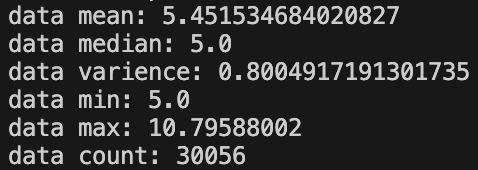 data mean: 5.451534684020827
data median: 5.0
data varience: 0.8004917191301735
data min: 5.0
data max: 10.79588002
data count: 30056